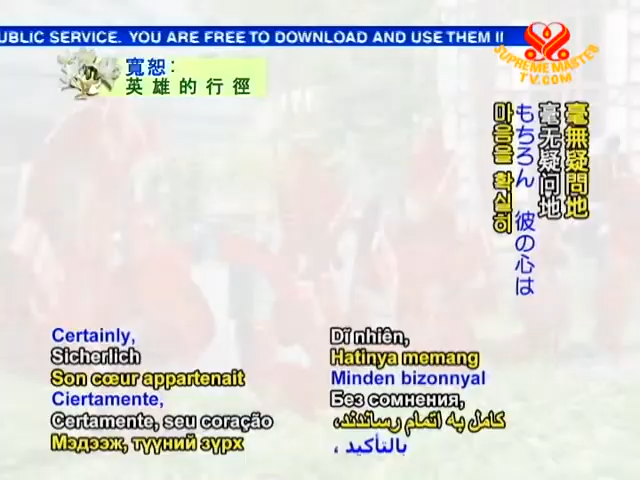 UBLIC SERVICE. YOU ARE FREE TO DOWNLOAD AND USE THEM I
SUPREME MASTER
TV.COM
寬恕:
英雄的行徑
毫無疑問地
毫无疑问地
もちろん 彼の心は
마음을 확실히
Certainly,
Sicherlich
Son cœur appartenait
Ciertamente,
Certamente, seu coração
Мэдээж, түүний зүрх
Dĩ nhiên,
Hatinya memang
Minden bizonnyal
Без сомнения,
کامل به اتمام رساندند،
بالتأكيد ،